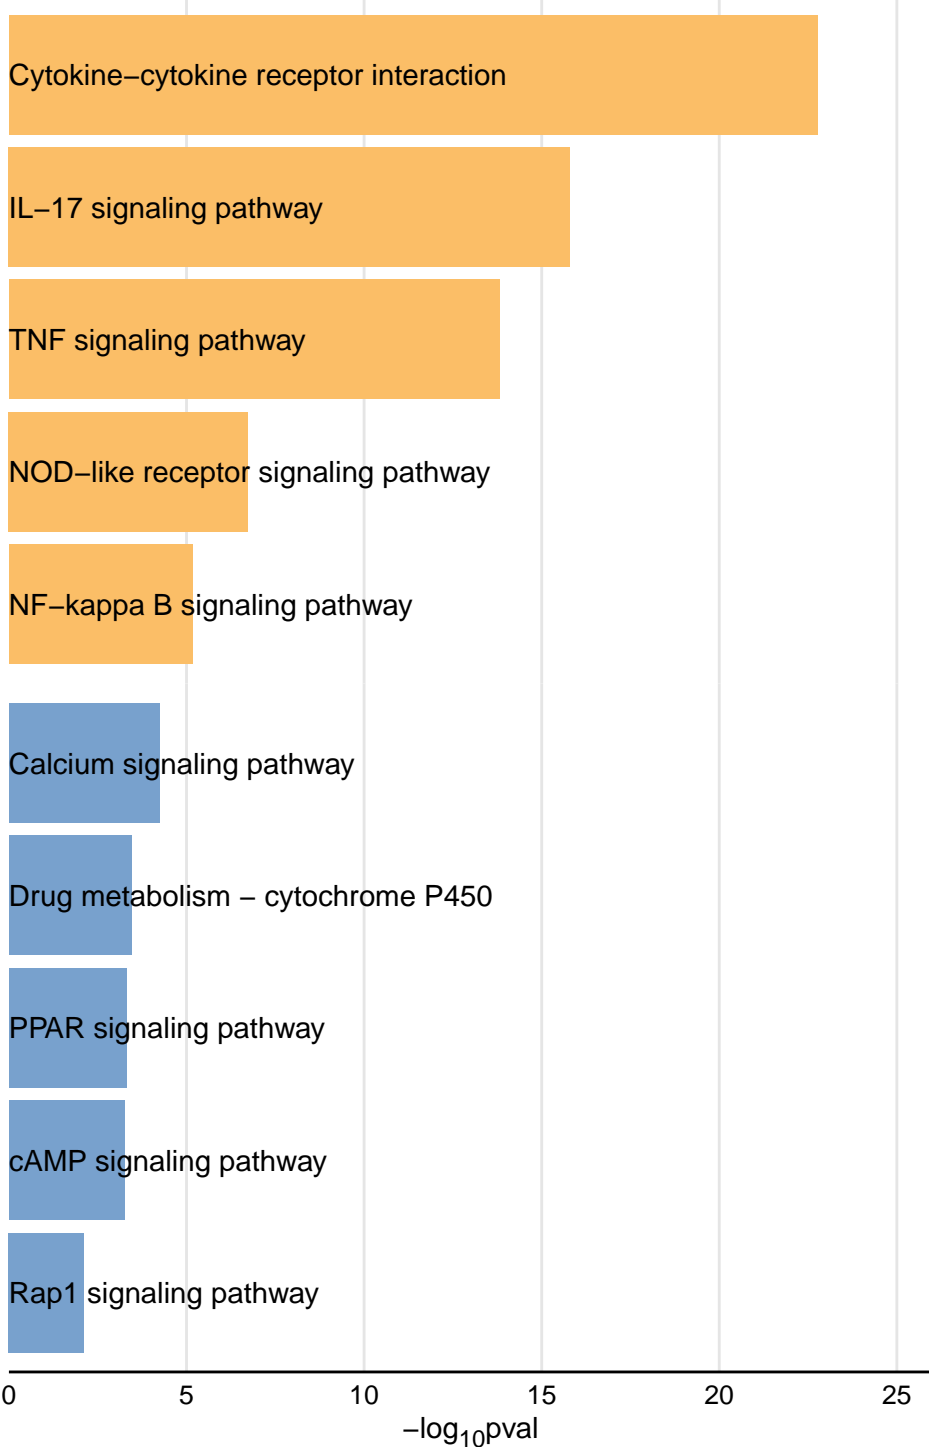 Cytokine−cytokine receptor interaction
IL−17 signaling pathway
TNF signaling pathway
NOD−like receptor signaling pathway
NF−kappa B signaling pathway
Calcium signaling pathway
Drug metabolism − cytochrome P450
PPAR signaling pathway
cAMP signaling pathway
Rap1 signaling pathway
0 5 10 15 20 25
−log₁₀pval